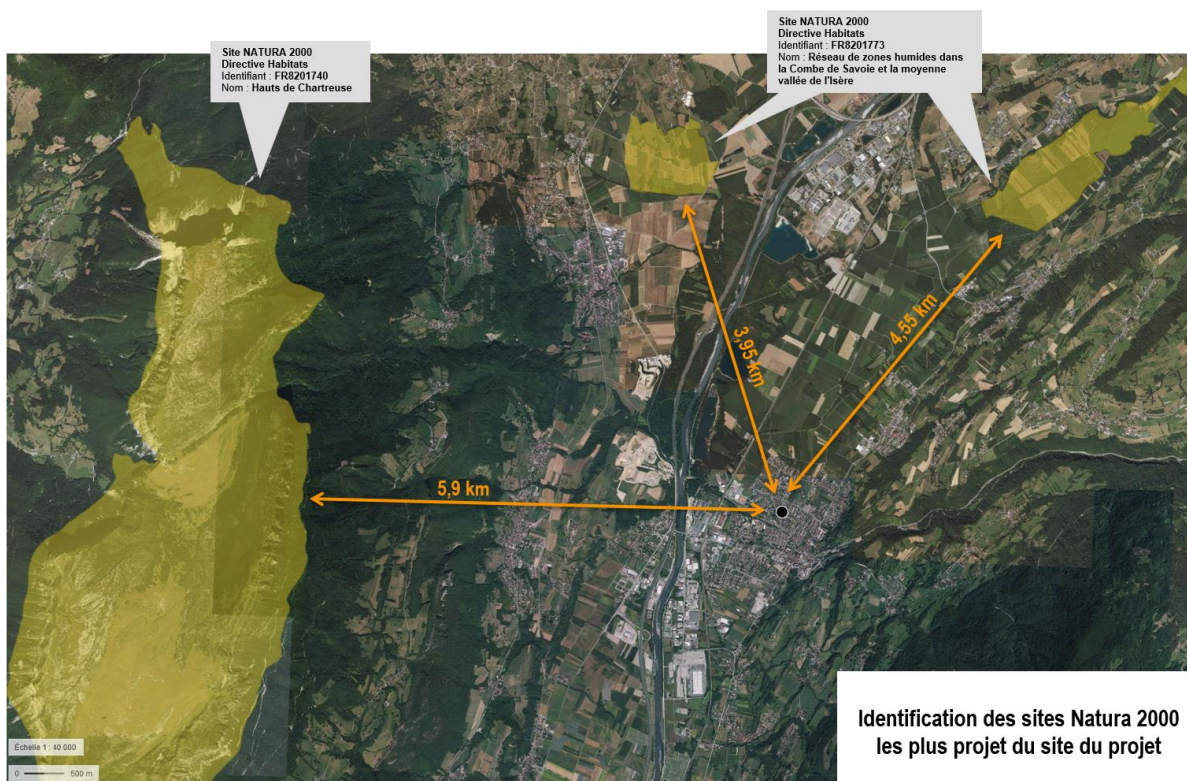 Site NATURA 2000
Directive Habitats
Identifiant : FR8201740
Nom : Hauts de Chartreuse
Site NATURA 2000
Directive Habitats
Identifiant : FR8201773
Nom : Réseau de zones humides dans
la Combe de Savoie et la moyenne
vallée de l'Isère
3,95 km
4,55 km
5,9 km
Identification des sites Natura 2000
les plus projet du site du projet
Échelle 1 : 40 000
0 500 m